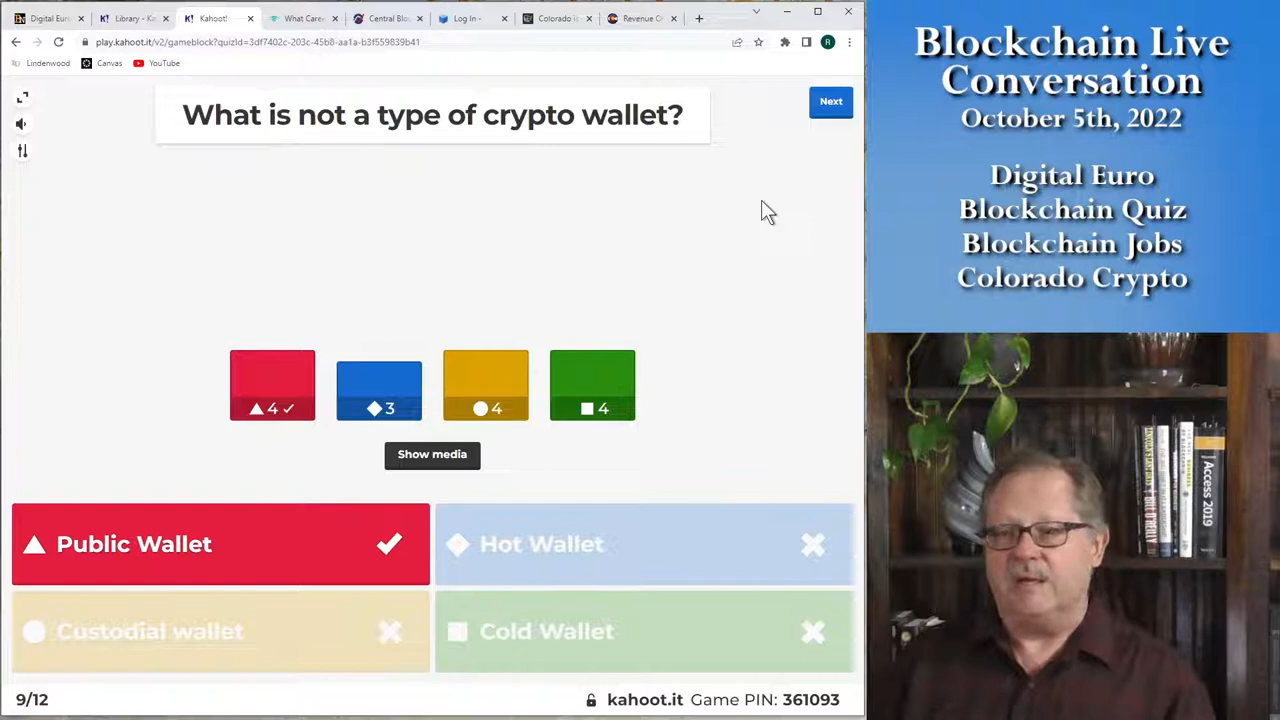 Digital Eur
Library - K
Kahoot!
What Caree
Central Blo
Log In -
Colorado i
Revenue O
play.kahoot.it/v2/gameblock?quizId=3df7402c-203c-45b8-aa1a-b3f559839b41
R
Lindenwood
Canvas
YouTube
What is not a type of crypto wallet?
Next
4
3
4
4
Show media
Public Wallet
Hot Wallet
Custodial wallet
Cold Wallet
9/12
kahoot.it Game PIN: 361093
Blockchain Live
Conversation
October 5th, 2022
Digital Euro
Blockchain Quiz
Blockchain Jobs
Colorado Crypto
Access 2019